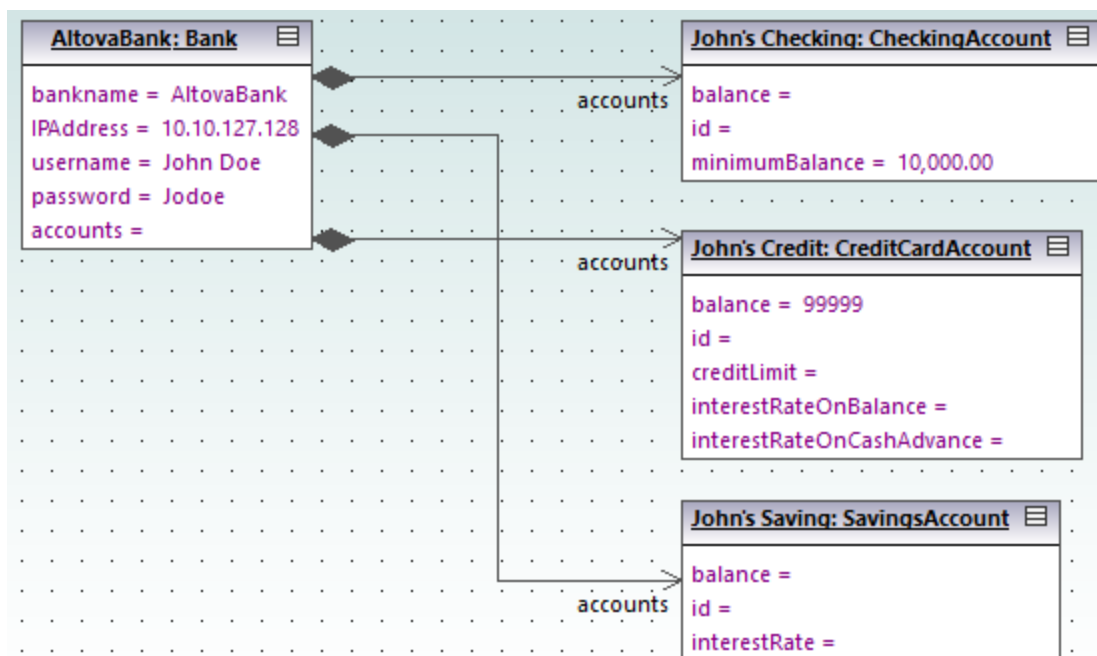 AltovaBank: Bank
bankname = AltovaBank
IPAddress = 10.10.127.128
username = John Doe
password = Jodoe
accounts =
accounts
John's Checking: CheckingAccount
balance =
id =
minimumBalance = 10,000.00
accounts
John's Credit: CreditCardAccount
balance = 99999
id =
creditLimit =
interestRateOnBalance =
interestRateOnCashAdvance =
accounts
John's Saving: SavingsAccount
balance =
id =
interestRate =